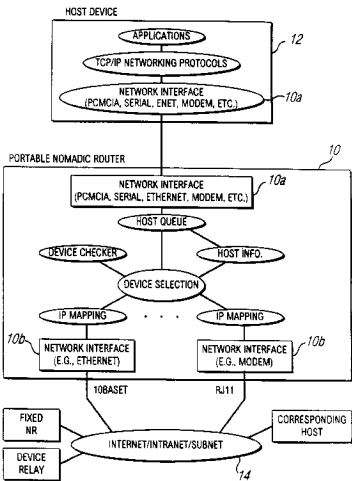 HOST DEVICE
APPLICATIONS
12
TCP/IP NETWORKING PROTOCOLS
NETWORK INTERFACE
(PCMCIA, SERIAL, ENET, MODEM, ETC.)
10a
PORTABLE NOMADIC ROUTER
10
NETWORK INTERFACE
(PCMCIA, SERIAL, ETHERNET, MODEM, ETC.)
10a
HOST QUEUE
DEVICE CHECKER
HOST INFO.
DEVICE SELECTION
IP MAPPING
. . .
IP MAPPING
10b
10b
NETWORK INTERFACE
(E.G., ETHERNET)
NETWORK INTERFACE
(E.G., MODEM)
10BASET
RJ11
FIXED
NR
CORRESPONDING
HOST
INTERNET/INTRANET/SUBNET
DEVICE
RELAY
14